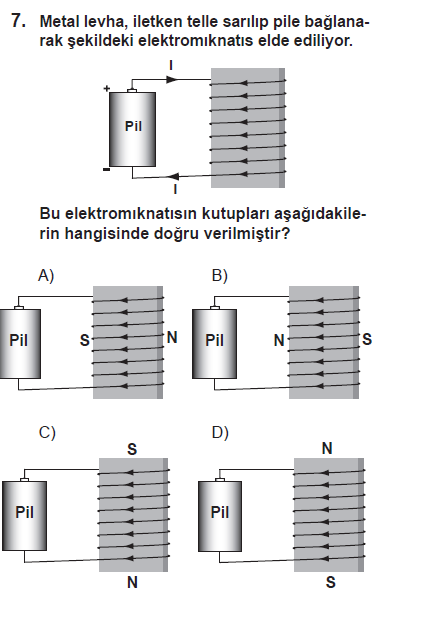 7. Metal levha, iletken telle sarılıp pile bağlana-
rak şekildeki elektromıknatıs elde ediliyor.
I
+
Pil
-
I
Bu elektromıknatısın kutupları aşağıdakile-
rin hangisinde doğru verilmiştir?
A) B)
Pil S N Pil N S
C) D)
S N
Pil Pil
N S